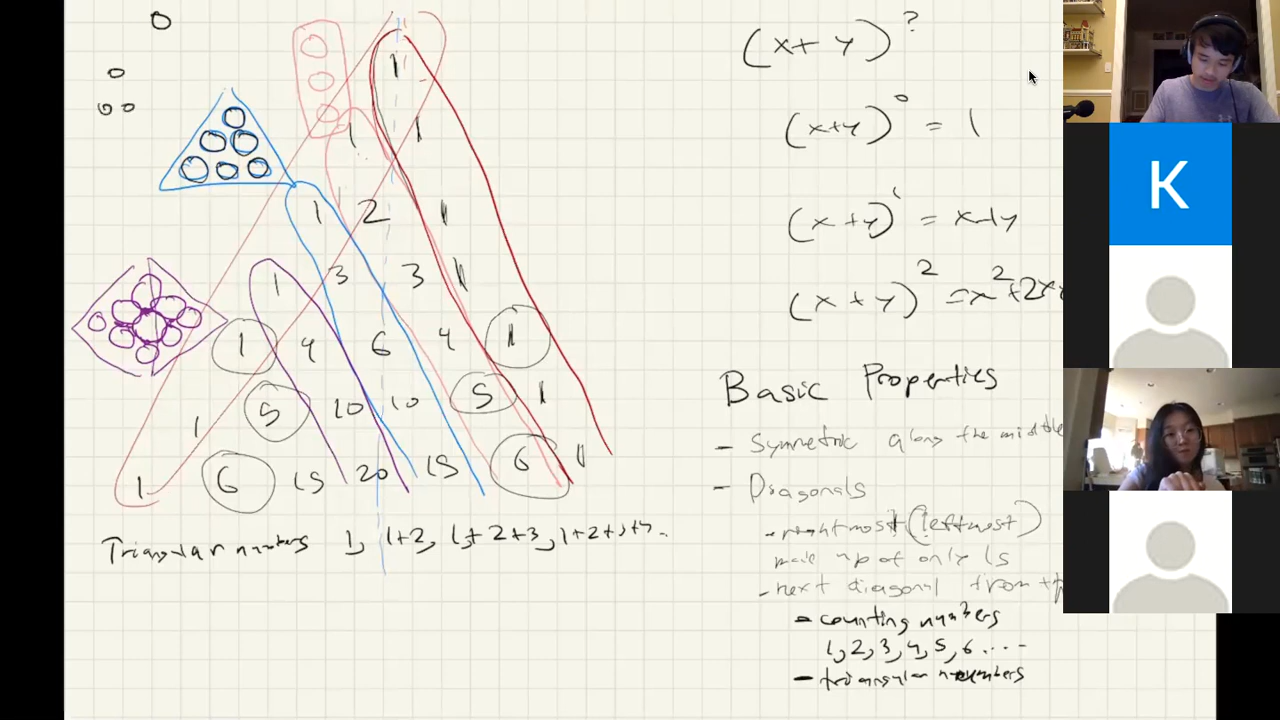 1
1 1
1 2 1
1 3 3 1
1 4 6 4 1
1 5 10 10 5 1
1 6 15 20 15 6 1
Triangular numbers 1, 1+2, 1+2+3, 1+2+3+4..
(x+y)?
(x+y)0 = 1
(x+y)1 = x+y
(x+y)2 = x2+2x
Basic Properties
- Symmetric along the middle
- Diagonals
- rightmost (leftmost)
made up of only 1s
- next diagonal from
- counting numbers
1, 2, 3, 4, 5, 6 ....
- triangular numbers
K